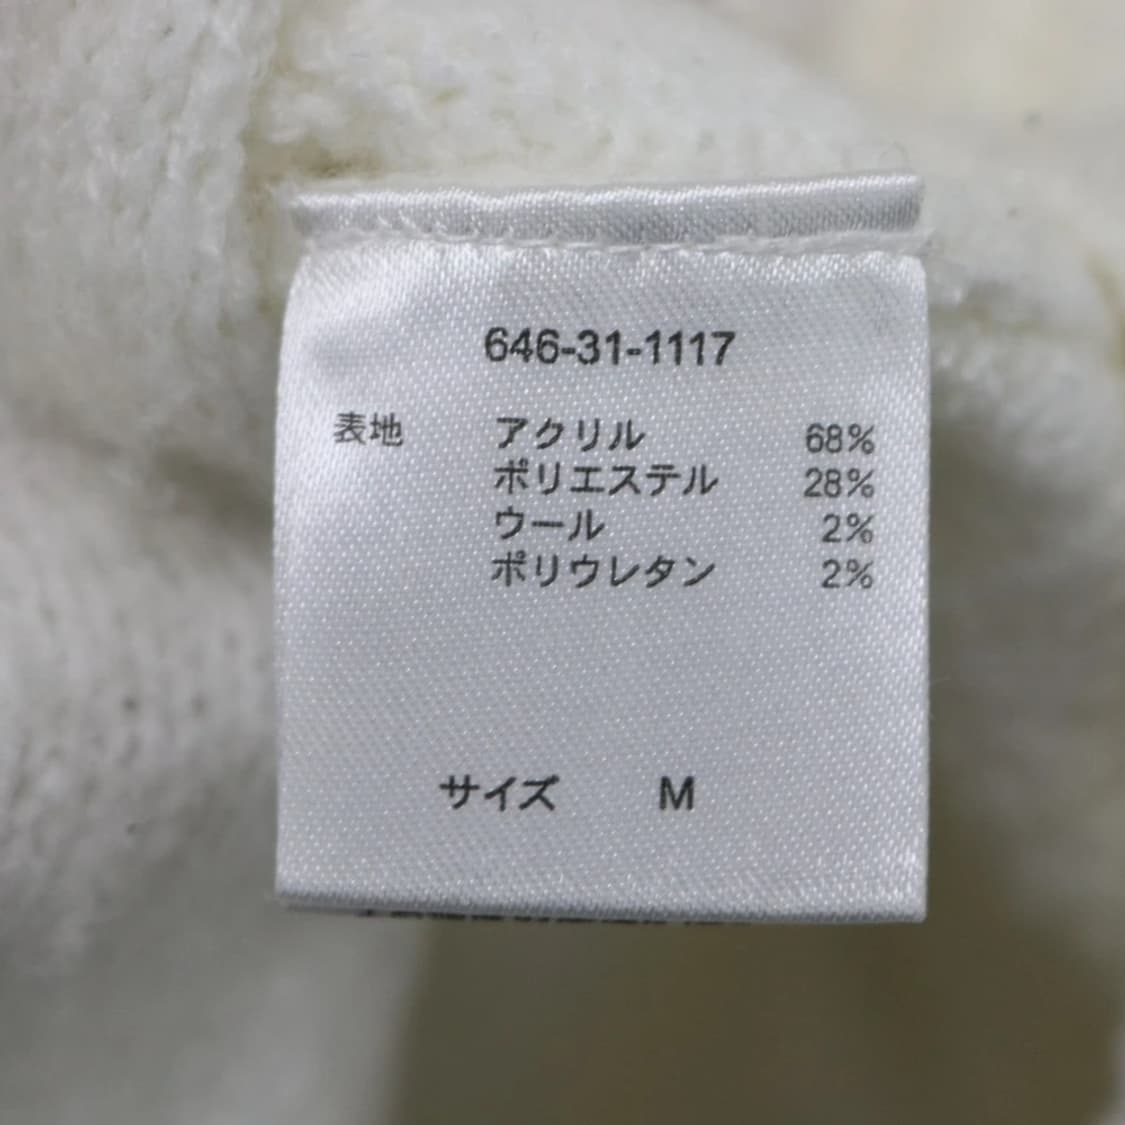 646-31-1117
表地 アクリル 68%
ポリエステル 28%
ウール 2%
ポリウレタン 2%
サイズ M